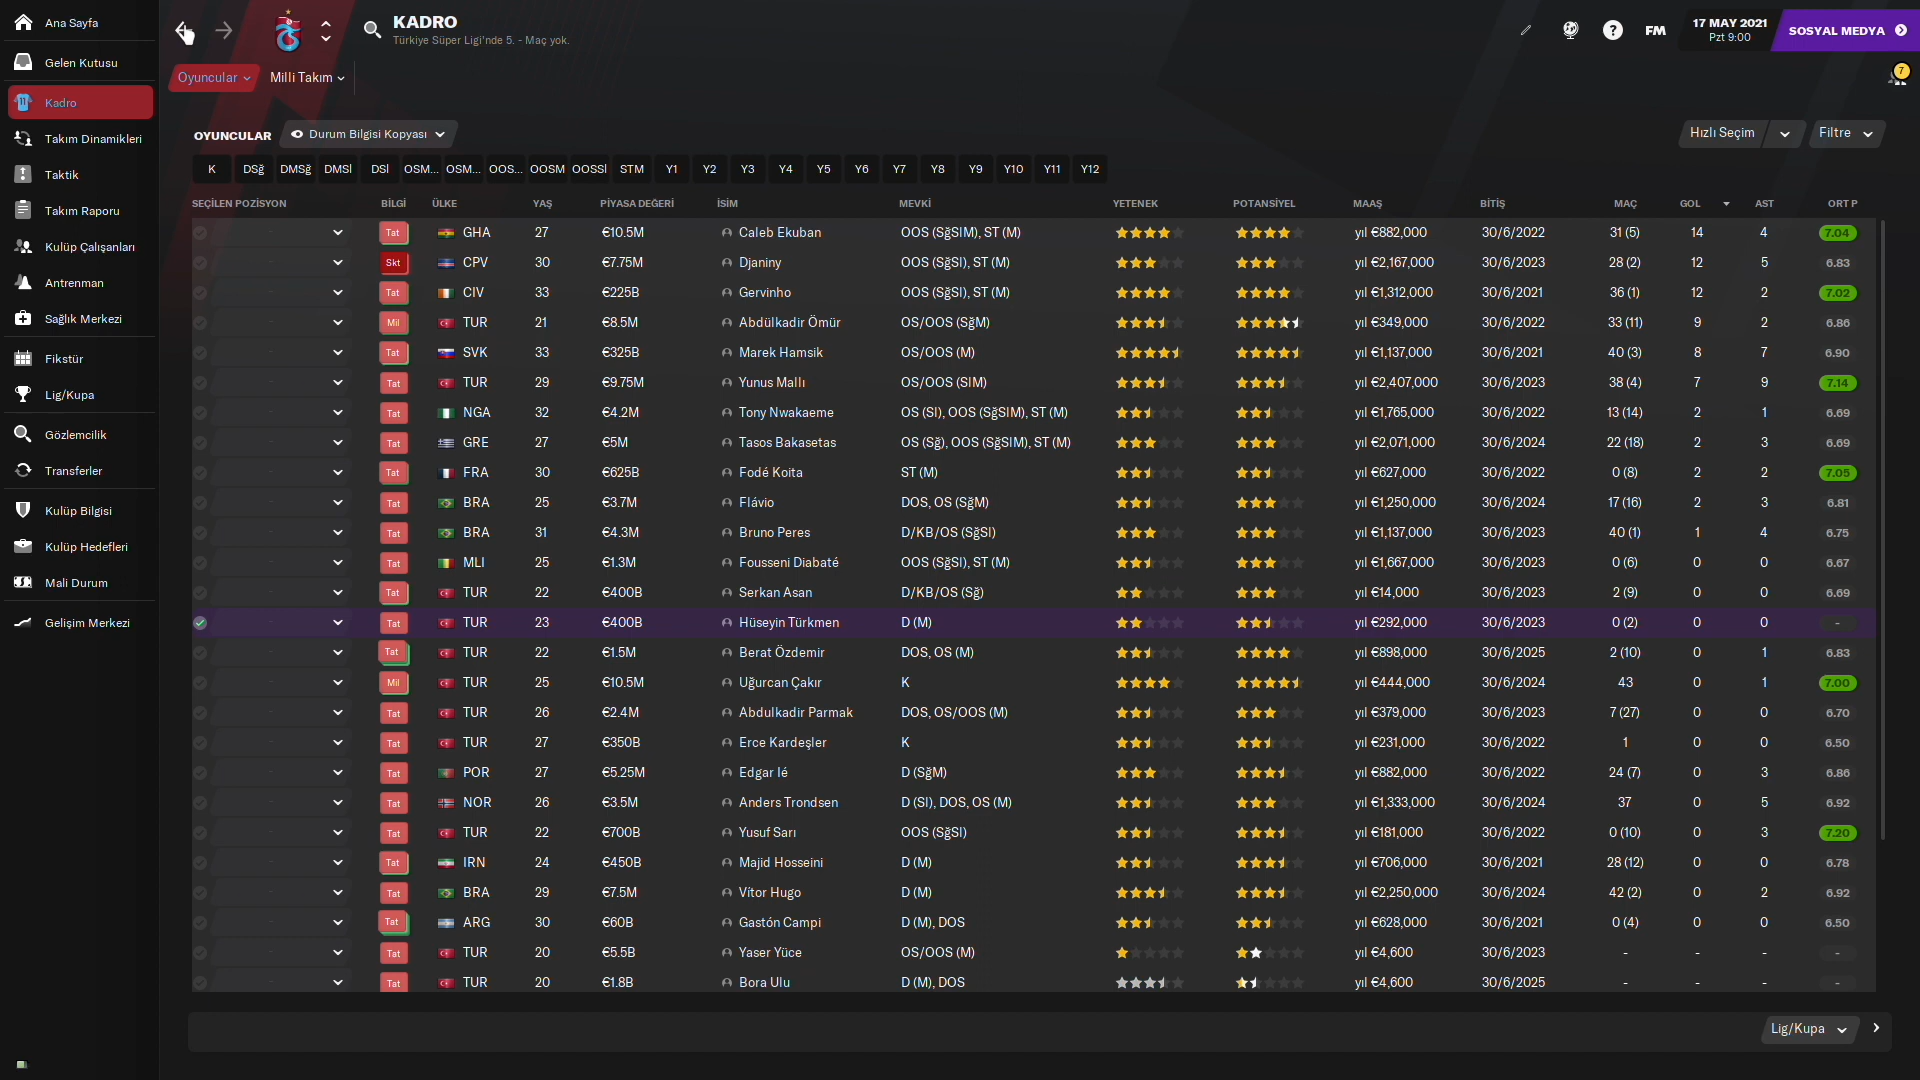 Ana Sayfa
Gelen Kutusu
Kadro
Takım Dinamikleri
Taktik
Takım Raporu
Kulüp Çalışanları
Antrenman
Sağlık Merkezi
Fikstür
Lig/Kupa
Gözlemcilik
Transferler
Kulüp Bilgisi
Kulüp Hedefleri
Mali Durum
Gelişim Merkezi
KADRO
Türkiye Süper Ligi'nde 5. - Maç yok.
FM
17 MAY 2021
Pzt 9:00
SOSYAL MEDYA
Oyuncular Milli Takım
7
OYUNCULAR Durum Bilgisi Kopyası Hızlı Seçim Filtre
K DSğ DMSğ DMSl DSl OSM... OSM... OOS... OOSM OOSSl STM Y1 Y2 Y3 Y4 Y5 Y6 Y7 Y8 Y9 Y10 Y11 Y12
SEÇİLEN POZİSYON BİLGİ ÜLKE YAŞ PİYASA DEĞERİ İSİM MEVKİ YETENEK POTANSİYEL MAAŞ BİTİŞ MAÇ GOL AST ORT P
- Tat GHA 27 €10.5M Caleb Ekuban OOS (SğSlM), ST (M) yıl €882,000 30/6/2022 31 (5) 14 4 7.04
- Skt CPV 30 €7.75M Djaniny OOS (SğSl), ST (M) yıl €2,167,000 30/6/2023 28 (2) 12 5 6.83
- Tat CIV 33 €225B Gervinho OOS (SğSl), ST (M) yıl €1,312,000 30/6/2021 36 (1) 12 2 7.02
- Mil TUR 21 €8.5M Abdülkadir Ömür OS/OOS (SğM) yıl €349,000 30/6/2022 33 (11) 9 2 6.86
- Tat SVK 33 €325B Marek Hamsik OS/OOS (M) yıl €1,137,000 30/6/2021 40 (3) 8 7 6.90
- Tat TUR 29 €9.75M Yunus Mallı OS/OOS (SlM) yıl €2,407,000 30/6/2023 38 (4) 7 9 7.14
- Tat NGA 32 €4.2M Tony Nwakaeme OS (Sl), OOS (SğSlM), ST (M) yıl €1,765,000 30/6/2022 13 (14) 2 1 6.69
- Tat GRE 27 €5M Tasos Bakasetas OS (Sğ), OOS (SğSlM), ST (M) yıl €2,071,000 30/6/2024 22 (18) 2 3 6.69
- Tat FRA 30 €625B Fodé Koita ST (M) yıl €627,000 30/6/2022 0 (8) 2 2 7.05
- Tat BRA 25 €3.7M Flávio DOS, OS (SğM) yıl €1,250,000 30/6/2024 17 (16) 2 3 6.81
- Tat BRA 31 €4.3M Bruno Peres D/KB/OS (SğSl) yıl €1,137,000 30/6/2023 40 (1) 1 4 6.75
- Tat MLI 25 €1.3M Fousseni Diabaté OOS (SğSl), ST (M) yıl €1,667,000 30/6/2023 0 (6) 0 0 6.67
- Tat TUR 22 €400B Serkan Asan D/KB/OS (Sğ) yıl €14,000 30/6/2023 2 (9) 0 0 6.69
- Tat TUR 23 €400B Hüseyin Türkmen D (M) yıl €292,000 30/6/2023 0 (2) 0 0 -
- Tat TUR 22 €1.5M Berat Özdemir DOS, OS (M) yıl €898,000 30/6/2025 2 (10) 0 1 6.83
- Mil TUR 25 €10.5M Uğurcan Çakır K yıl €444,000 30/6/2024 43 0 1 7.00
- Tat TUR 26 €2.4M Abdulkadir Parmak DOS, OS/OOS (M) yıl €379,000 30/6/2023 7 (27) 0 0 6.70
- Tat TUR 27 €350B Erce Kardeşler K yıl €231,000 30/6/2022 1 0 0 6.50
- Tat POR 27 €5.25M Edgar Ié D (SğM) yıl €882,000 30/6/2022 24 (7) 0 3 6.86
- Tat NOR 26 €3.5M Anders Trondsen D (Sl), DOS, OS (M) yıl €1,333,000 30/6/2024 37 0 5 6.92
- Tat TUR 22 €700B Yusuf Sarı OOS (SğSl) yıl €181,000 30/6/2022 0 (10) 0 3 7.20
- Tat IRN 24 €450B Majid Hosseini D (M) yıl €706,000 30/6/2021 28 (12) 0 0 6.78
- Tat BRA 29 €7.5M Vítor Hugo D (M) yıl €2,250,000 30/6/2024 42 (2) 0 2 6.92
- Tat ARG 30 €60B Gastón Campi D (M), DOS yıl €628,000 30/6/2021 0 (4) 0 0 6.50
- Tat TUR 20 €5.5B Yaser Yüce OS/OOS (M) yıl €4,600 30/6/2023 - - - -
- Tat TUR 20 €1.8B Bora Ulu D (M), DOS yıl €4,600 30/6/2025 - - - -
Lig/Kupa